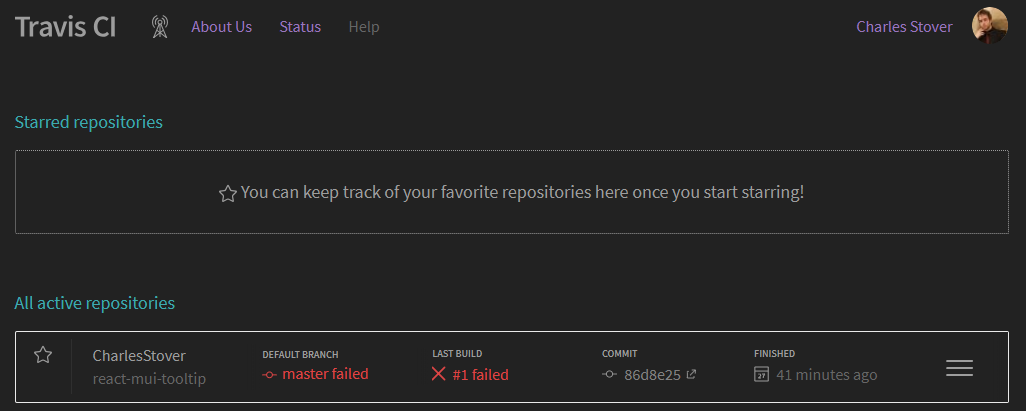 Travis CI About Us Status Help Charles Stover
Starred repositories
You can keep track of your favorite repositories here once you start starring!
All active repositories
CharlesStover
react-mui-tooltip
DEFAULT BRANCH
master failed
LAST BUILD
#1 failed
COMMIT
86d8e25
FINISHED
27 41 minutes ago